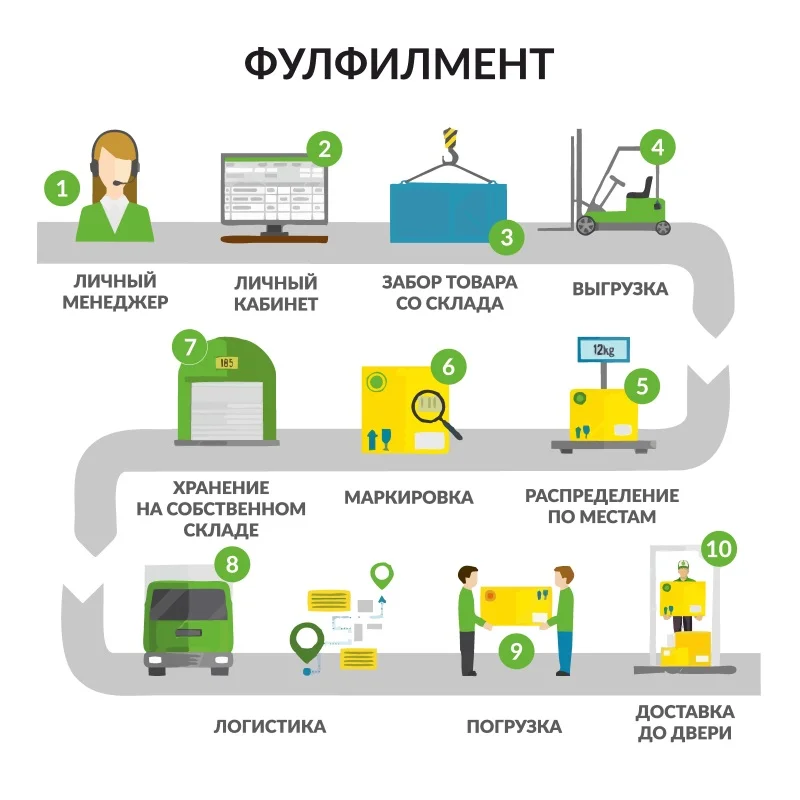 ФУЛФИЛМЕНТ
1
ЛИЧНЫЙ
МЕНЕДЖЕР
2
ЛИЧНЫЙ
КАБИНЕТ
3
ЗАБОР ТОВАРА
СО СКЛАДА
4
ВЫГРУЗКА
12kg
5
РАСПРЕДЕЛЕНИЕ
ПО МЕСТАМ
6
МАРКИРОВКА
7
185
ХРАНЕНИЕ
НА СОБСТВЕННОМ
СКЛАДЕ
8
ЛОГИСТИКА
9
ПОГРУЗКА
10
ДОСТАВКА
ДО ДВЕРИ